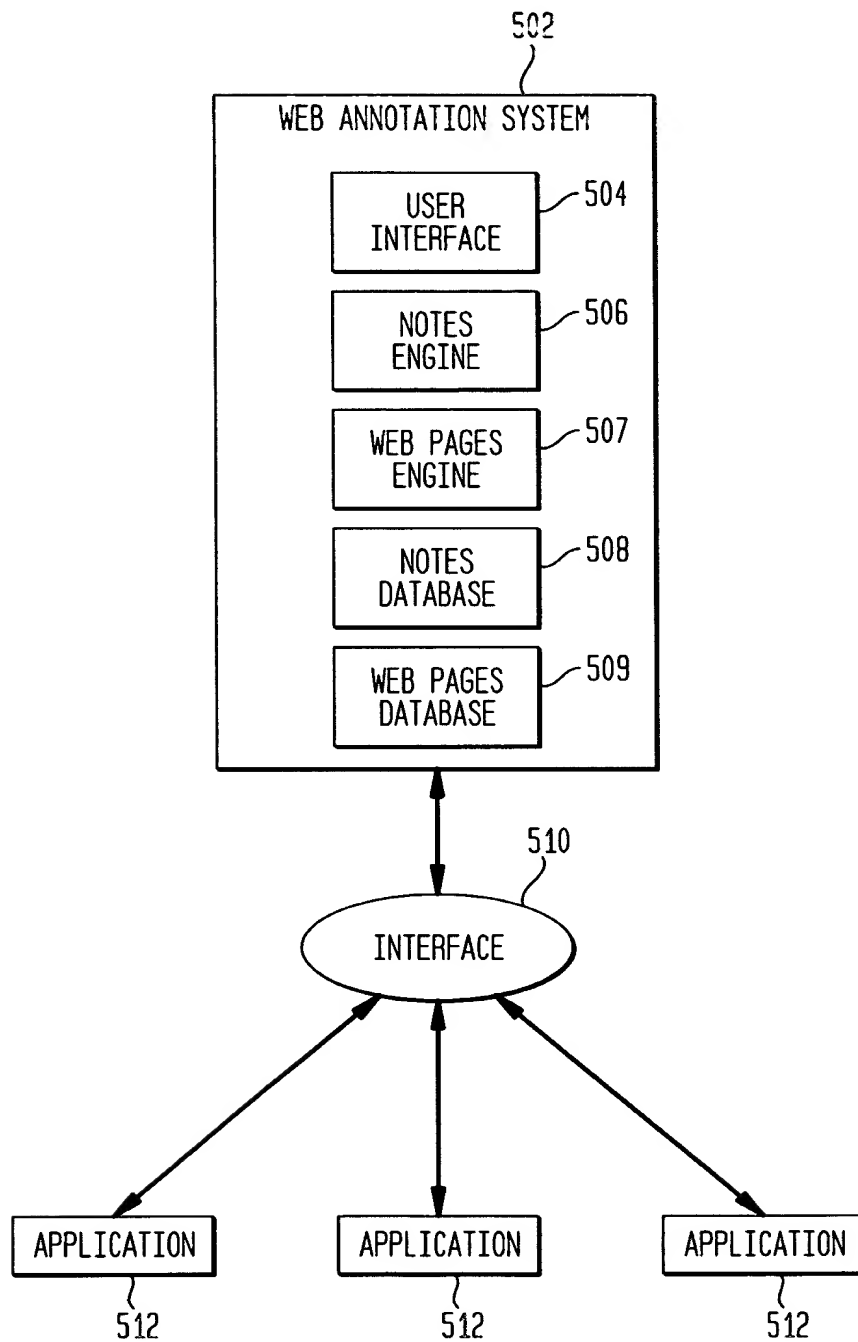 502
WEB ANNOTATION SYSTEM
USER
INTERFACE
504
NOTES
ENGINE
506
WEB PAGES
ENGINE
507
NOTES
DATABASE
508
WEB PAGES
DATABASE
509
510
INTERFACE
APPLICATION
APPLICATION
APPLICATION
512
512
512